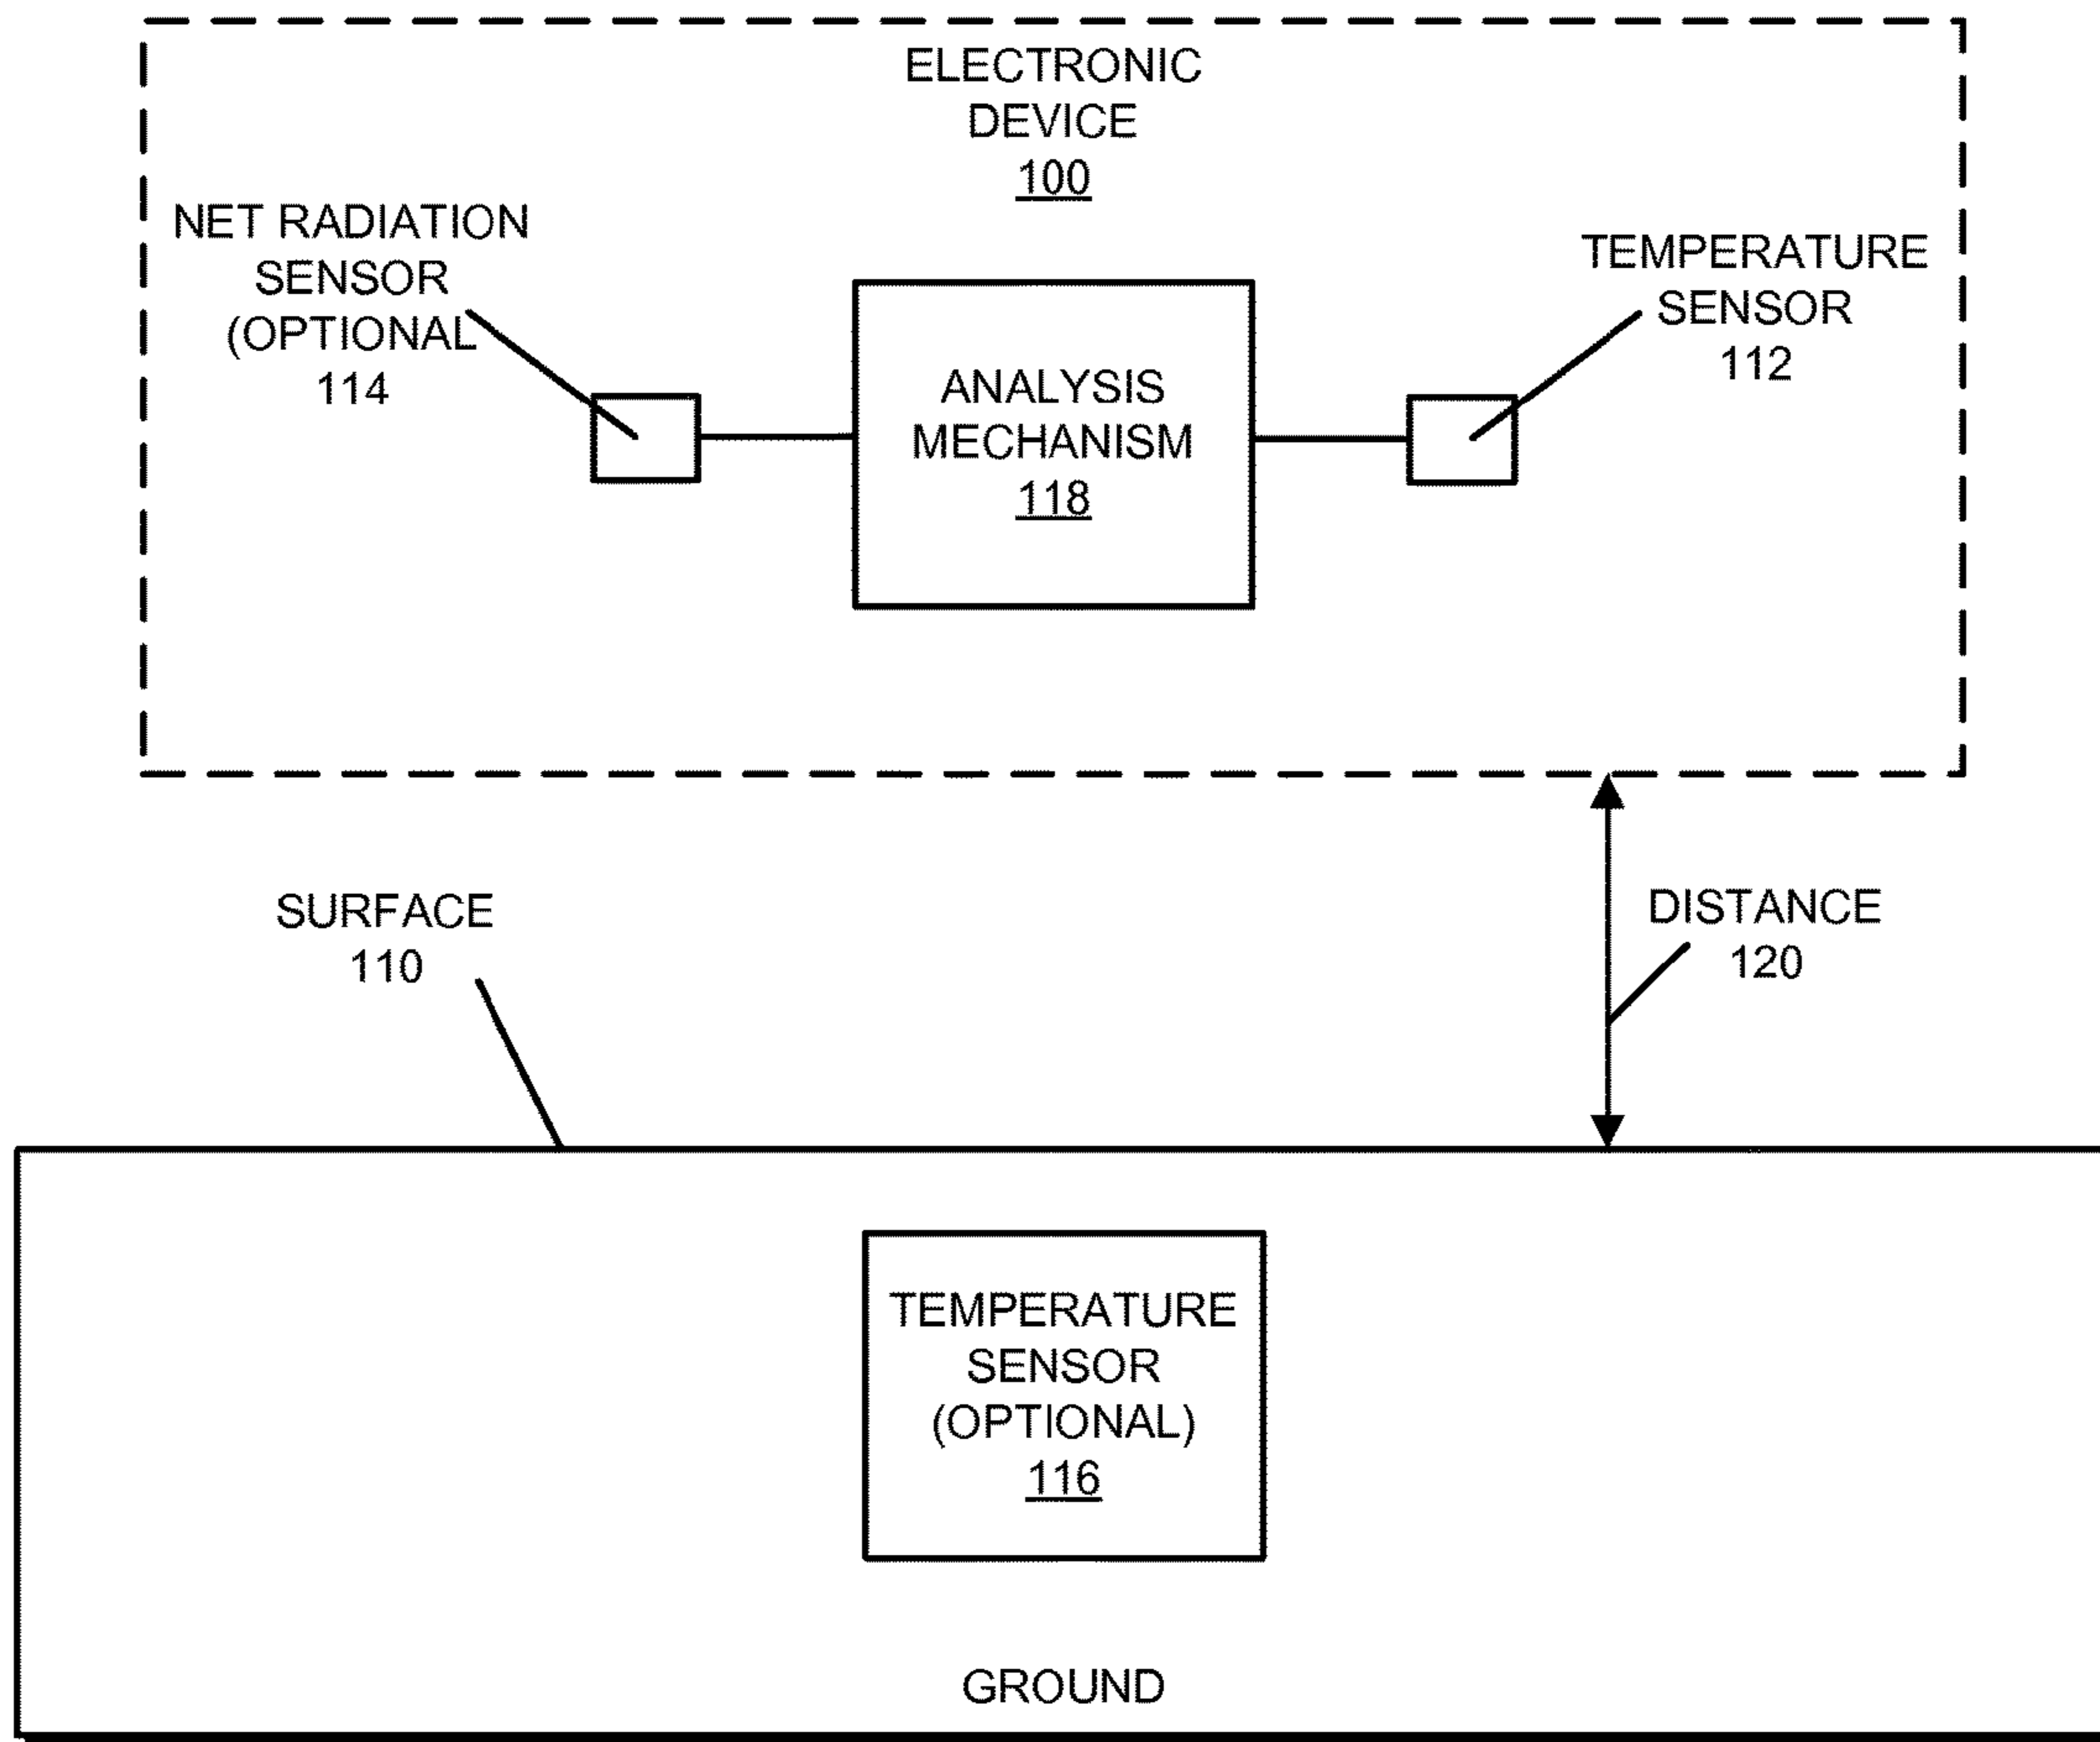 ELECTRONIC
DEVICE
100
NET RADIATION
SENSOR
(OPTIONAL
114
TEMPERATURE
SENSOR
112
ANALYSIS
MECHANISM
118
SURFACE
110
DISTANCE
120
TEMPERATURE
SENSOR
(OPTIONAL)
116
GROUND